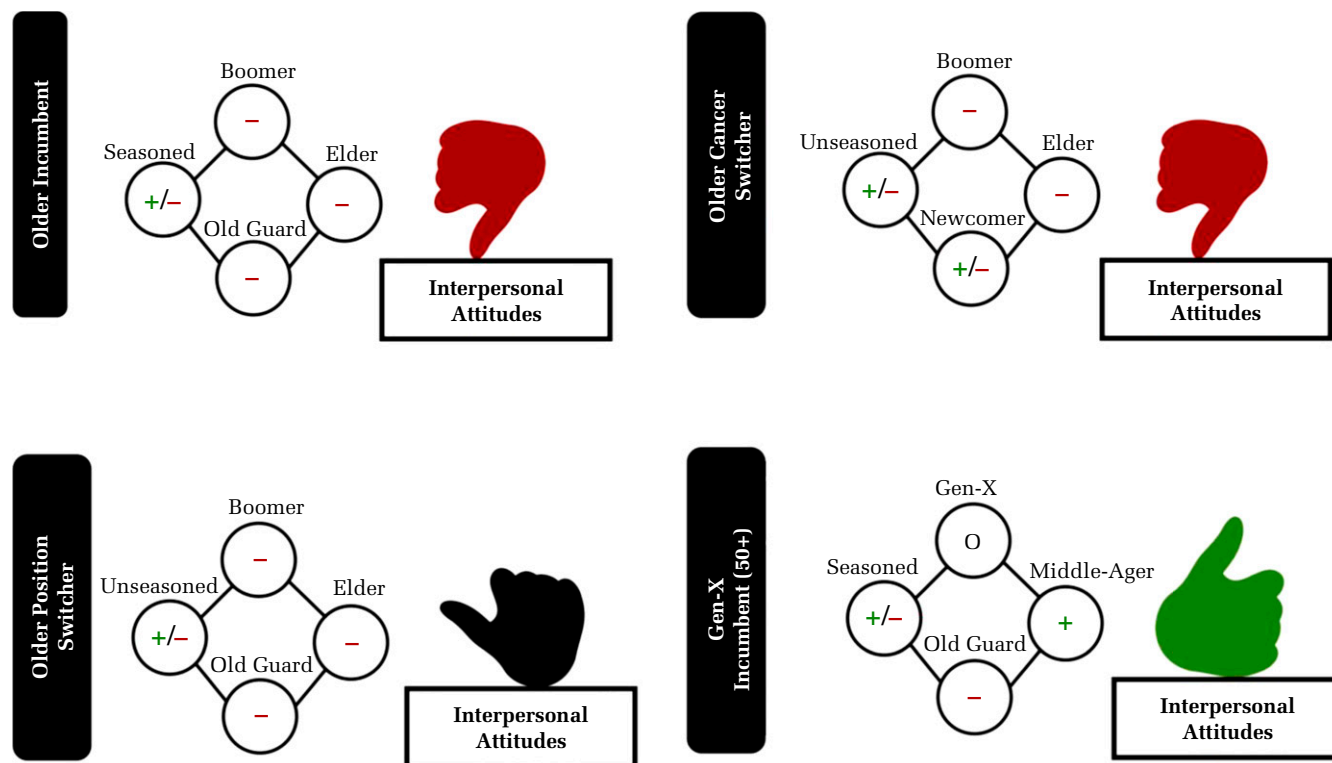 Older Incumbent
Boomer
−
Seasoned
+/−
Elder
−
Old Guard
−
Interpersonal
Attitudes
Older Cancer
Switcher
Boomer
−
Unseasoned
+/−
Elder
−
Newcomer
+/−
Interpersonal
Attitudes
Older Position
Switcher
Boomer
−
Unseasoned
+/−
Elder
−
Old Guard
−
Interpersonal
Attitudes
Gen-X
Incumbent (50+)
Gen-X
O
Seasoned
+/−
Middle-Ager
+
Old Guard
−
Interpersonal
Attitudes